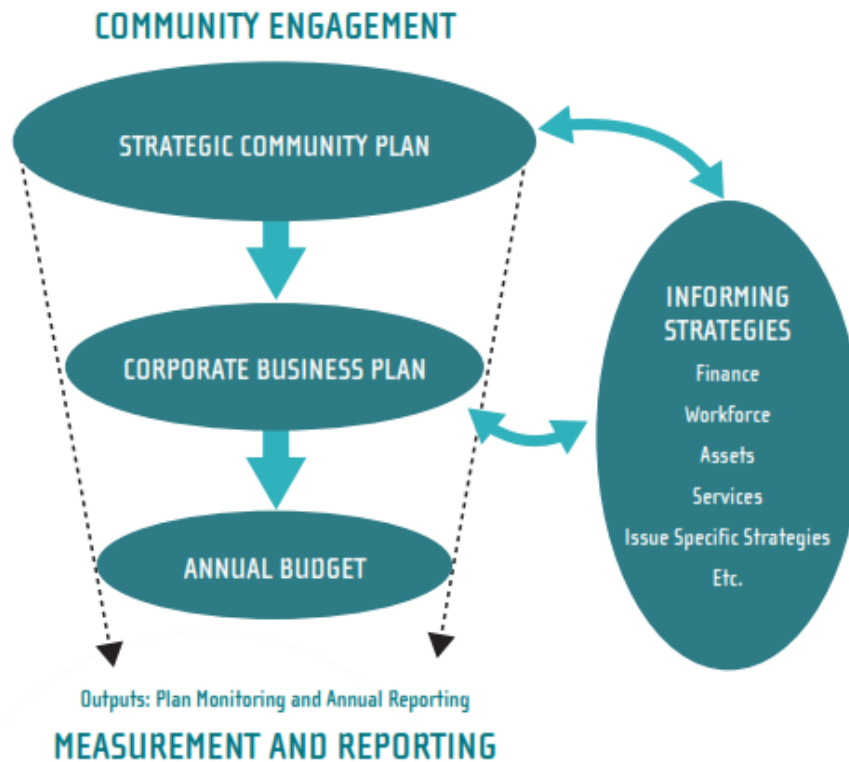 COMMUNITY ENGAGEMENT
STRATEGIC COMMUNITY PLAN
CORPORATE BUSINESS PLAN
ANNUAL BUDGET
INFORMING
STRATEGIES
Finance
Workforce
Assets
Services
Issue Specific Strategies
Etc.
Outputs: Plan Monitoring and Annual Reporting
MEASUREMENT AND REPORTING